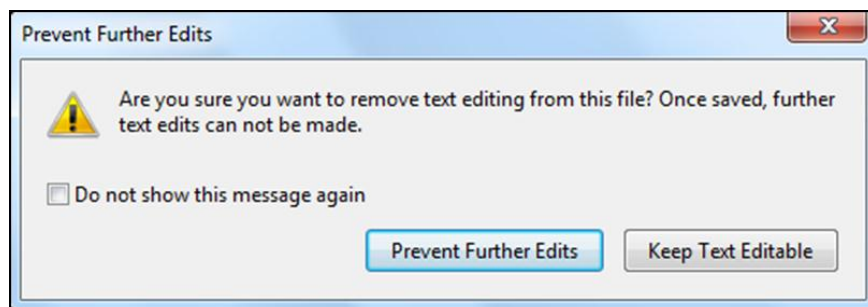 Prevent Further Edits
Are you sure you want to remove text editing from this file? Once saved, further
text edits can not be made.
Do not show this message again
Prevent Further Edits Keep Text Editable